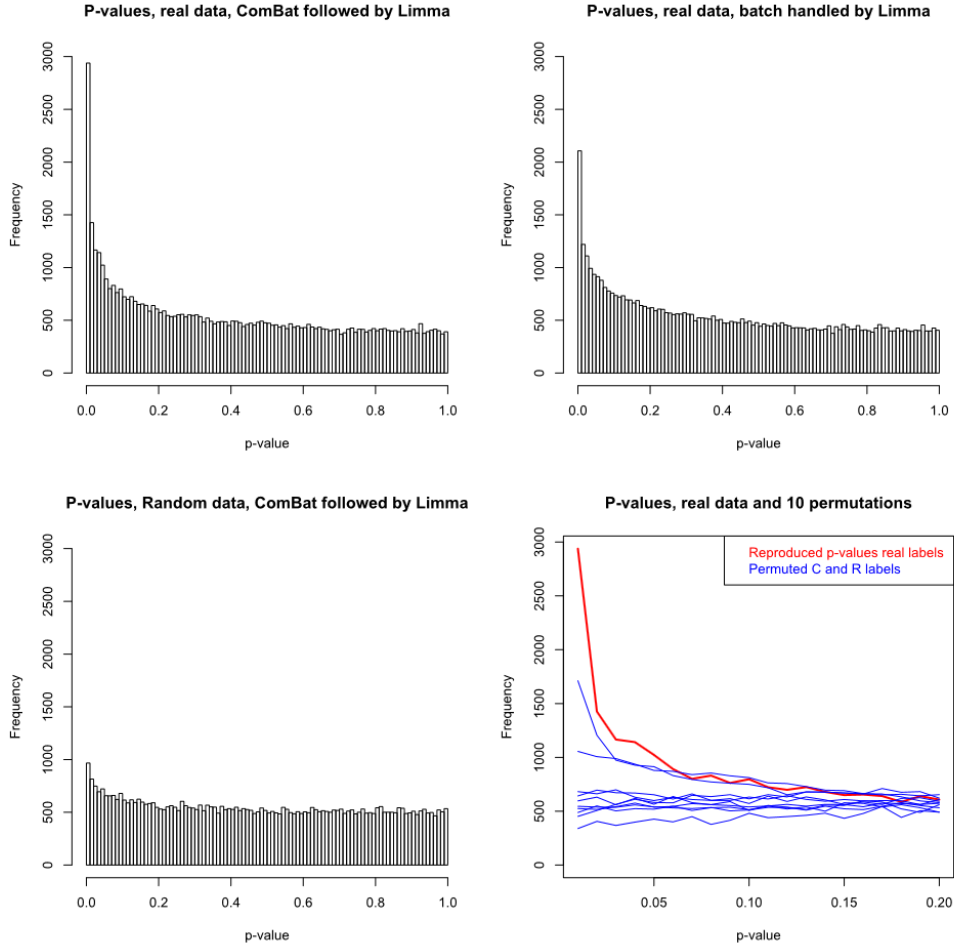 P-values, real data, ComBat followed by Limma
Frequency
0
500
1000
1500
2000
2500
3000
0.0 0.2 0.4 0.6 0.8 1.0
p-value
P-values, real data, batch handled by Limma
Frequency
0
500
1000
1500
2000
2500
3000
0.0 0.2 0.4 0.6 0.8 1.0
p-value
P-values, Random data, ComBat followed by Limma
Frequency
0
500
1000
1500
2000
2500
3000
0.0 0.2 0.4 0.6 0.8 1.0
p-value
P-values, real data and 10 permutations
Reproduced p-values real labels
Permuted C and R labels
Frequency
0
500
1000
1500
2000
2500
3000
0.05 0.10 0.15 0.20
p-value